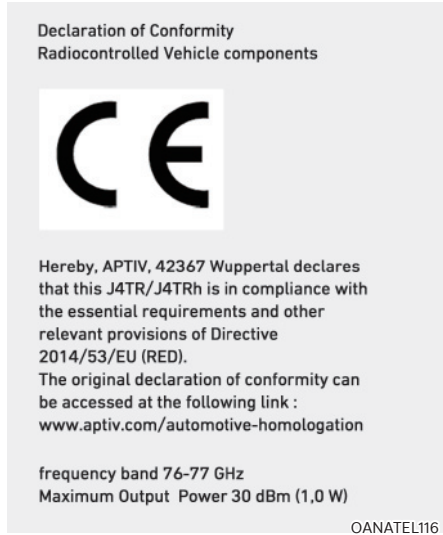 Declaration of Conformity
Radiocontrolled Vehicle components
CE
Hereby, APTIV, 42367 Wuppertal declares
that this J4TR/J4TRh is in compliance with
the essential requirements and other
relevant provisions of Directive
2014/53/EU (RED).
The original declaration of conformity can
be accessed at the following link :
www.aptiv.com/automotive-homologation
frequency band 76-77 GHz
Maximum Output Power 30 dBm (1,0 W)
OANATEL116